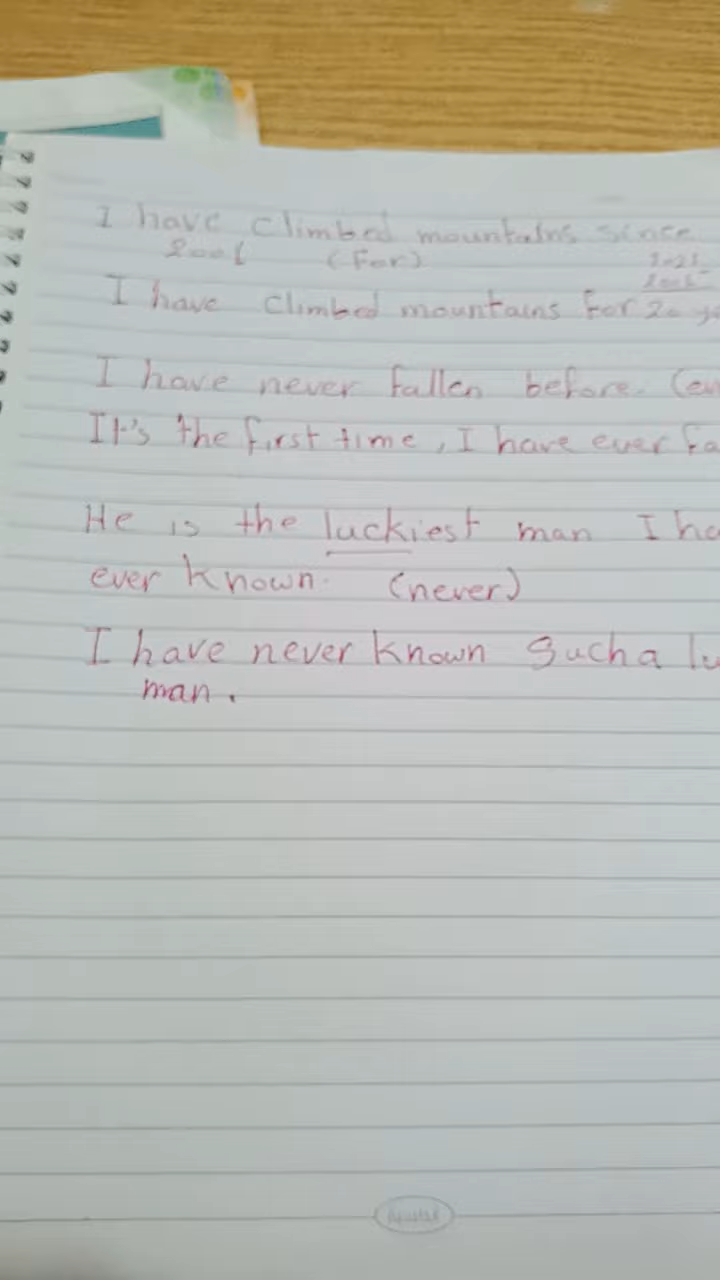 I have climbed mountains since
2001 (for)
I have climbed mountains for 20
I have never fallen before.
It's the first time, I have ever
He is the luckiest man I
ever known. (never)
I have never known such a
man.